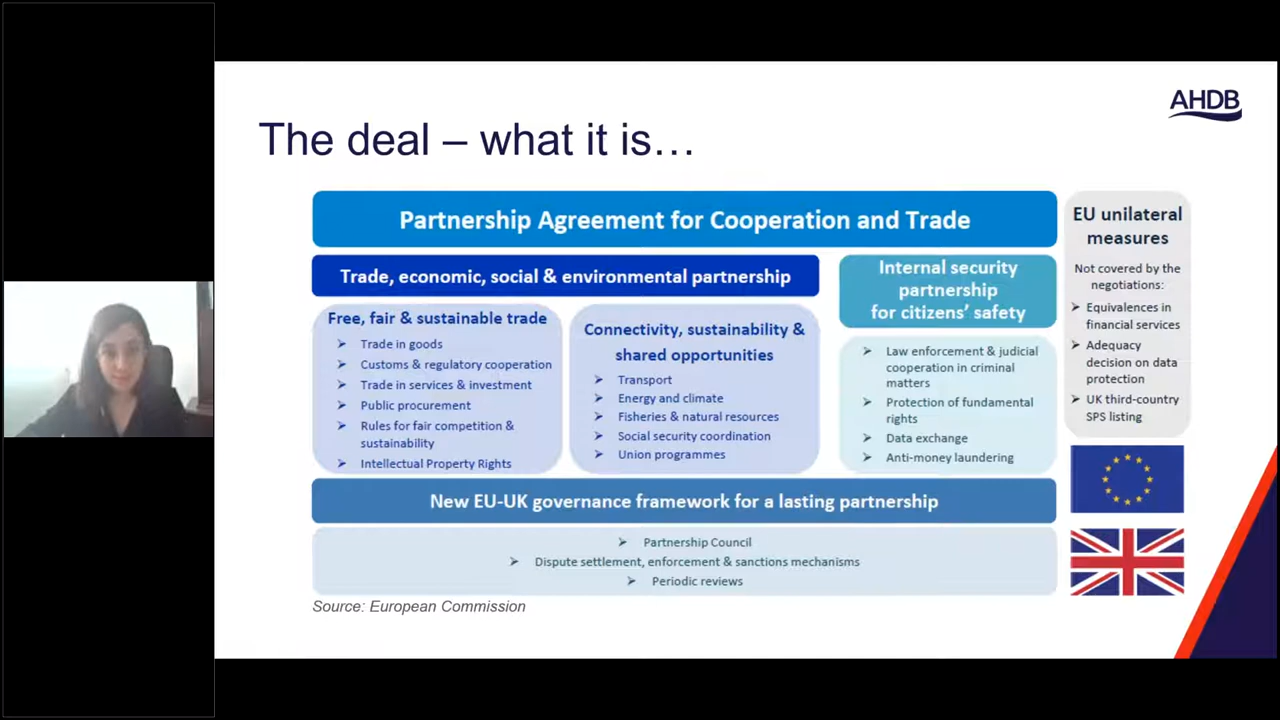 AHDB
The deal – what it is…
Partnership Agreement for Cooperation and Trade
Trade, economic, social & environmental partnership
Free, fair & sustainable trade
➢ Trade in goods
➢ Customs & regulatory cooperation
➢ Trade in services & investment
➢ Public procurement
➢ Rules for fair competition &
sustainability
➢ Intellectual Property Rights
Connectivity, sustainability &
shared opportunities
➢ Transport
➢ Energy and climate
➢ Fisheries & natural resources
➢ Social security coordination
➢ Union programmes
Internal security
partnership
for citizens’ safety
➢ Law enforcement & judicial
cooperation in criminal
matters
➢ Protection of fundamental
rights
➢ Data exchange
➢ Anti-money laundering
EU unilateral
measures
Not covered by the
negotiations:
➢ Equivalences in
financial services
➢ Adequacy
decision on data
protection
➢ UK third-country
SPS listing
New EU-UK governance framework for a lasting partnership
➢ Partnership Council
➢ Dispute settlement, enforcement & sanctions mechanisms
➢ Periodic reviews
Source: European Commission